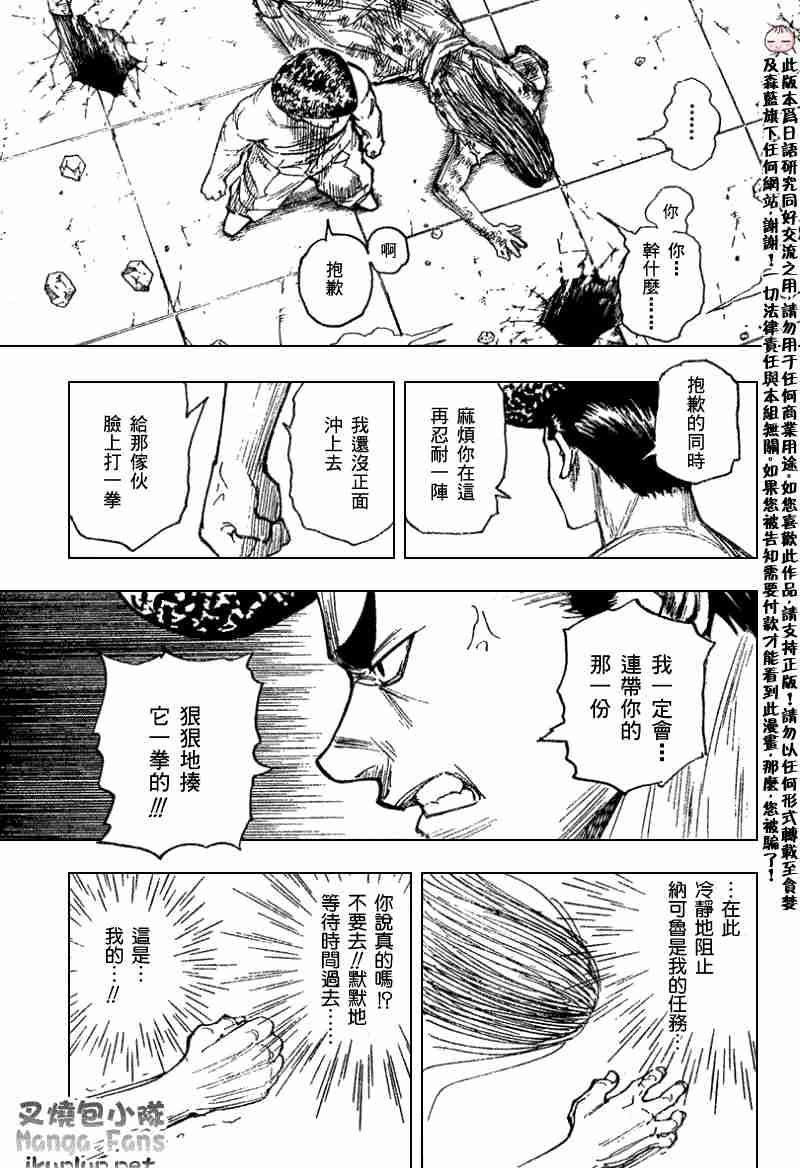 此版本爲日語研究同好交流之用，請勿用于任何商業用途。如您喜歡此作品，請支持正版！請勿以任何形式轉載至貪婪
及森藍旗下任何網站，謝謝！一切法律責任與本組無關。如果您被告知需要付款才能看到此漫畫，那麽，您被騙了！
……
你
你…
幹什麼……
啊
抱歉
抱歉的同時
麻煩你在這
再忍耐一陣
我還沒正面
沖上去
給那傢伙
臉上打一拳
我一定會…
連帶你的
那一份
狠狠地揍
它一拳的!!!
…在此
冷靜地阻止
納可魯是我的任務…
你說真的嗎!?
不要去!!默默地
等待時間過去……
這是…
我的…!!
叉燒包小隊
Manga Fans
ikunlun.net